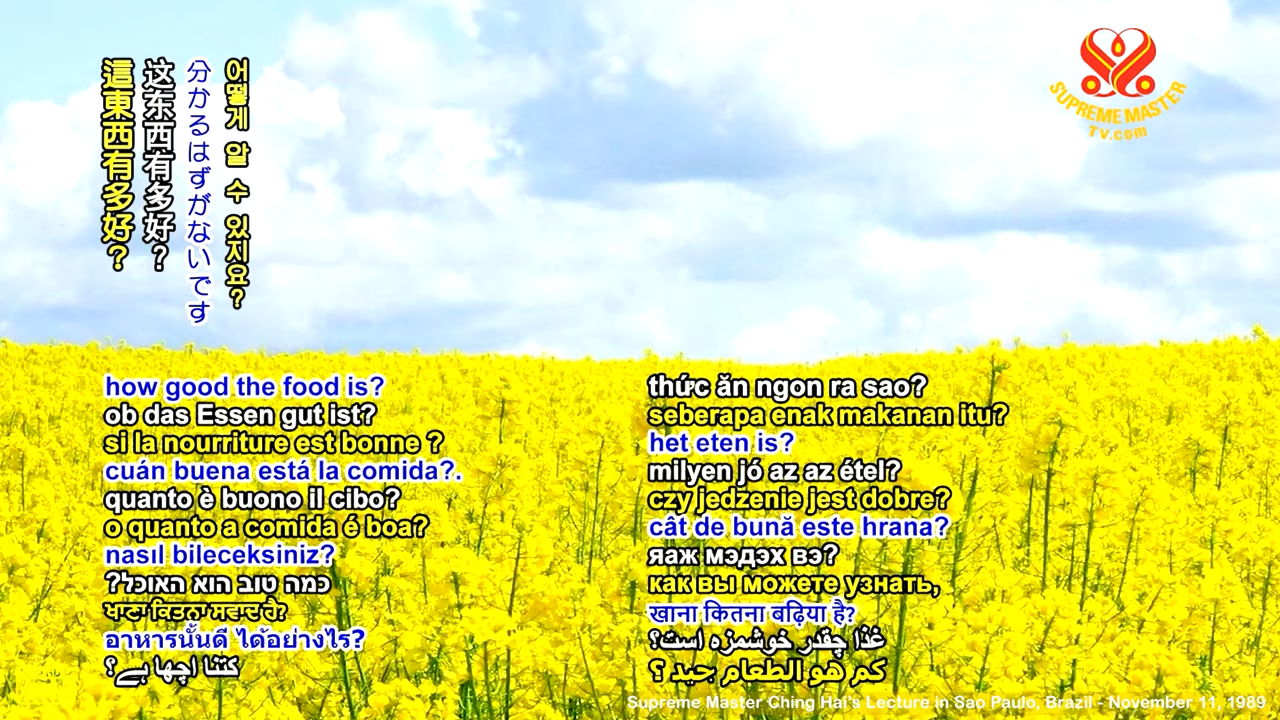 這東西有多好？
这东西有多好？
分かるはずがないです
어떻게 알 수 있지요?
SUPREME MASTER
TV.com
how good the food is?
ob das Essen gut ist?
si la nourriture est bonne ?
cuán buena está la comida?.
quanto è buono il cibo?
o quanto a comida é boa?
nasıl bileceksiniz?
כמה טוב הוא האוכל?
ਖਾਣਾ ਕਿਤਨਾ ਸਵਾਦ ਹੈ?
อาหารนั้นดี ได้อย่างไร?
کتنا اچھا ہے؟
thức ăn ngon ra sao?
seberapa enak makanan itu?
het eten is?
milyen jó az az étel?
czy jedzenie jest dobre?
cât de bună este hrana?
яаж мэдэх вэ?
как вы можете узнать,
खाना कितना बढ़िया है?
غذا چقدر خوشمزه است؟
كم هو الطعام جيد ؟
Supreme Master Ching Hai's Lecture in Sao Paulo, Brazil - November 11, 1989